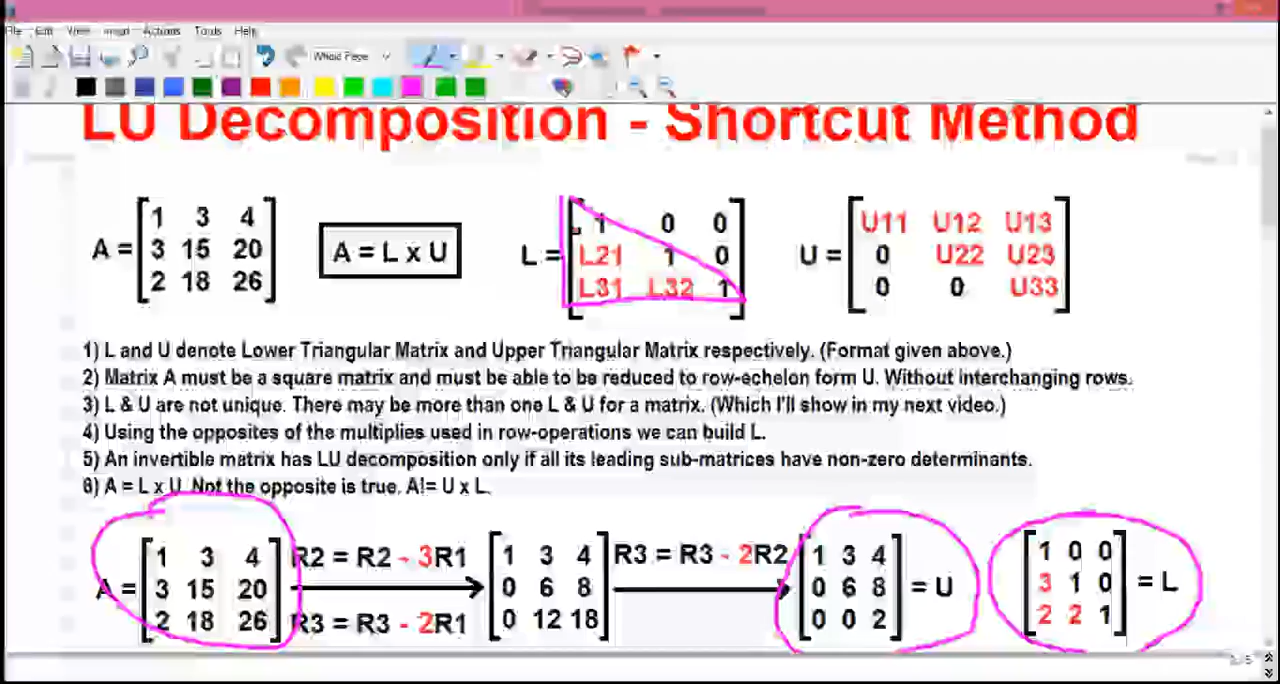 File Edit View Insert Actions Tools Help
Whole Page
LU Decomposition - Shortcut Method
A = [1 3 4
3 15 20
2 18 26]
A = L x U
L = [1 0 0
L21 1 0
L31 L32 1]
U = [U11 U12 U13
0 U22 U23
0 0 U33]
1) L and U denote Lower Triangular Matrix and Upper Triangular Matrix respectively. (Format given above.)
2) Matrix A must be a square matrix and must be able to be reduced to row-echelon form U. Without interchanging rows.
3) L & U are not unique. There may be more than one L & U for a matrix. (Which I'll show in my next video.)
4) Using the opposites of the multiplies used in row-operations we can build L.
5) An invertible matrix has LU decomposition only if all its leading sub-matrices have non-zero determinants.
6) A = L x U. Not the opposite is true. A!= U x L.
A = [1 3 4
3 15 20
2 18 26]
R2 = R2 - 3R1
R3 = R3 - 2R1
[1 3 4
0 6 8
0 12 18]
R3 = R3 - 2R2
[1 3 4
0 6 8
0 0 2] = U
[1 0 0
3 1 0
2 2 1] = L